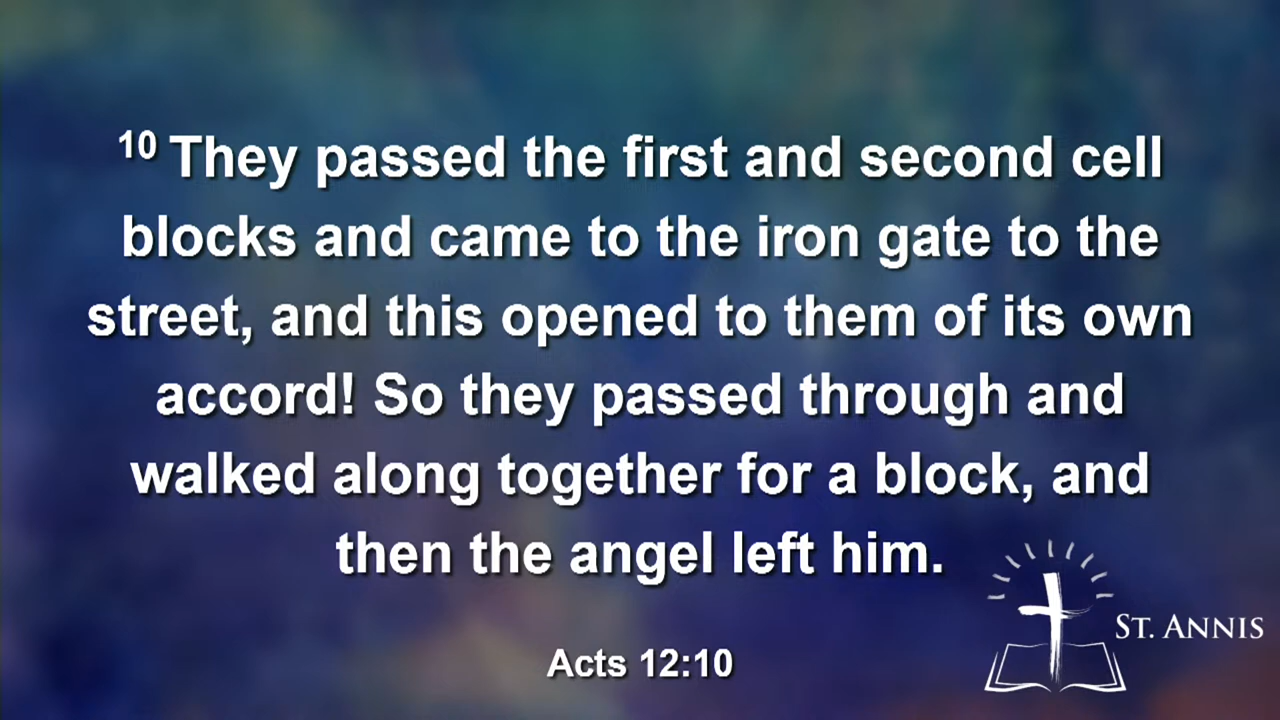 10 They passed the first and second cell
blocks and came to the iron gate to the
street, and this opened to them of its own
accord! So they passed through and
walked along together for a block, and
then the angel left him.
ST. ANNIS
Acts 12:10